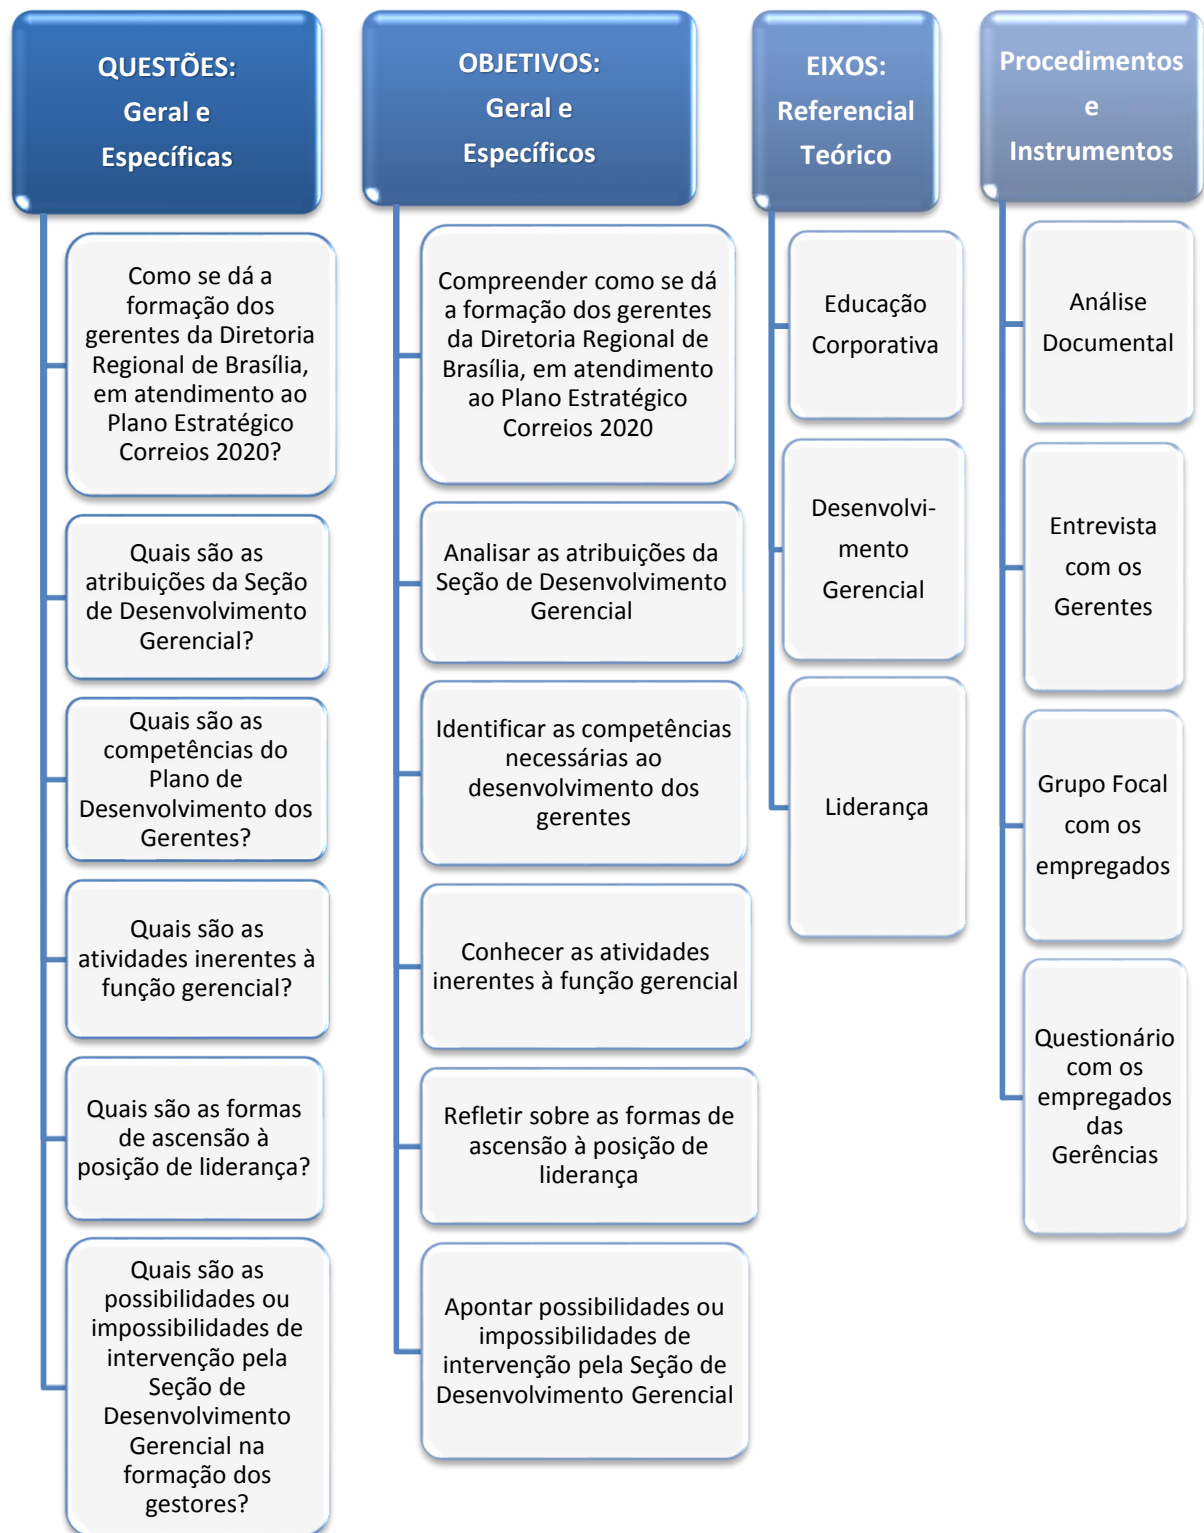 QUESTÕES:
Geral e
Específicas
Como se dá a
formação dos
gerentes da Diretoria
Regional de Brasília,
em atendimento ao
Plano Estratégico
Correios 2020?
Quais são as
atribuições da Seção
de Desenvolvimento
Gerencial?
Quais são as
competências do
Plano de
Desenvolvimento dos
Gerentes?
Quais são as
atividades inerentes à
função gerencial?
Quais são as formas
de ascensão à
posição de liderança?
Quais são as
possibilidades ou
impossibilidades de
intervenção pela
Seção de
Desenvolvimento
Gerencial na
formação dos
gestores?
OBJETIVOS:
Geral e
Específicos
Compreender como se dá
a formação dos gerentes
da Diretoria Regional de
Brasília, em atendimento
ao Plano Estratégico
Correios 2020
Analisar as atribuições da
Seção de Desenvolvimento
Gerencial
Identificar as competências
necessárias ao
desenvolvimento dos
gerentes
Conhecer as atividades
inerentes à função gerencial
Refletir sobre as formas de
ascensão à posição de
liderança
Apontar possibilidades ou
impossibilidades de
intervenção pela Seção de
Desenvolvimento Gerencial
EIXOS:
Referencial
Teórico
Educação
Corporativa
Desenvolvi-
mento
Gerencial
Liderança
Procedimentos
e
Instrumentos
Análise
Documental
Entrevista
com os
Gerentes
Grupo Focal
com os
empregados
Questionário
com os
empregados
das
Gerências